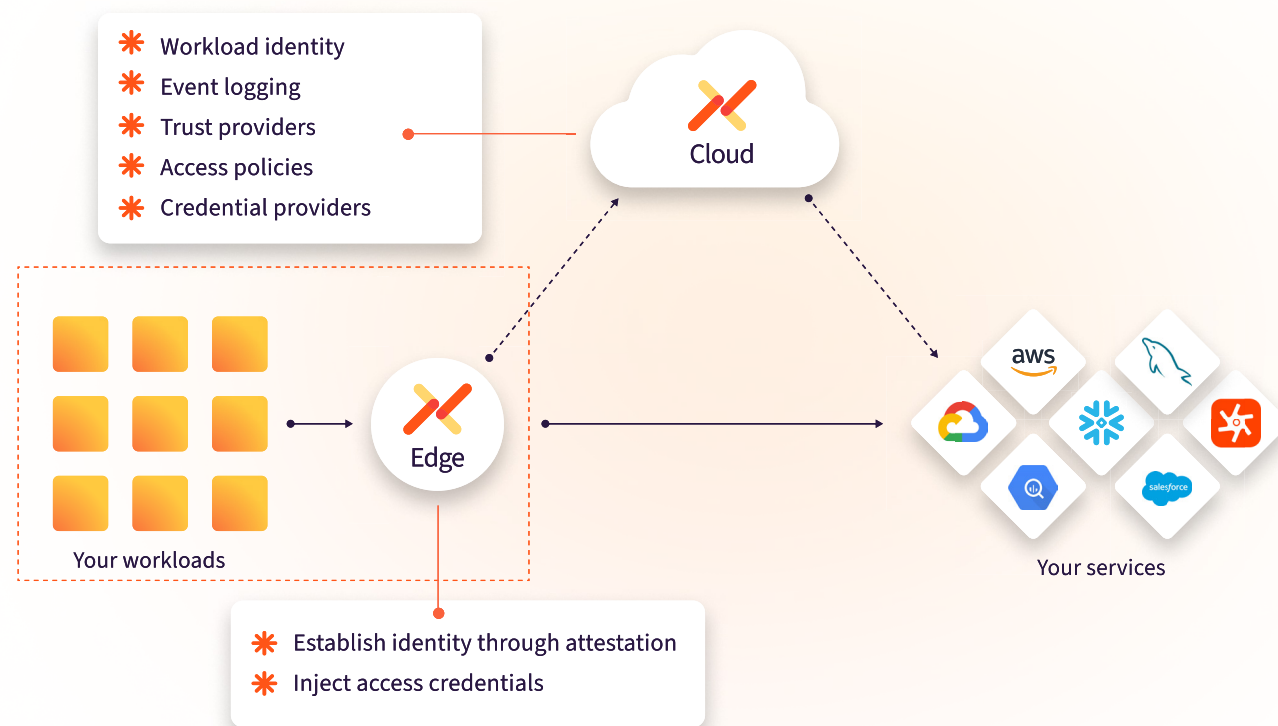 Workload identity
Event logging
Trust providers
Access policies
Credential providers
Cloud
Edge
Your workloads
aws
salesforce
Your services
Establish identity through attestation
Inject access credentials